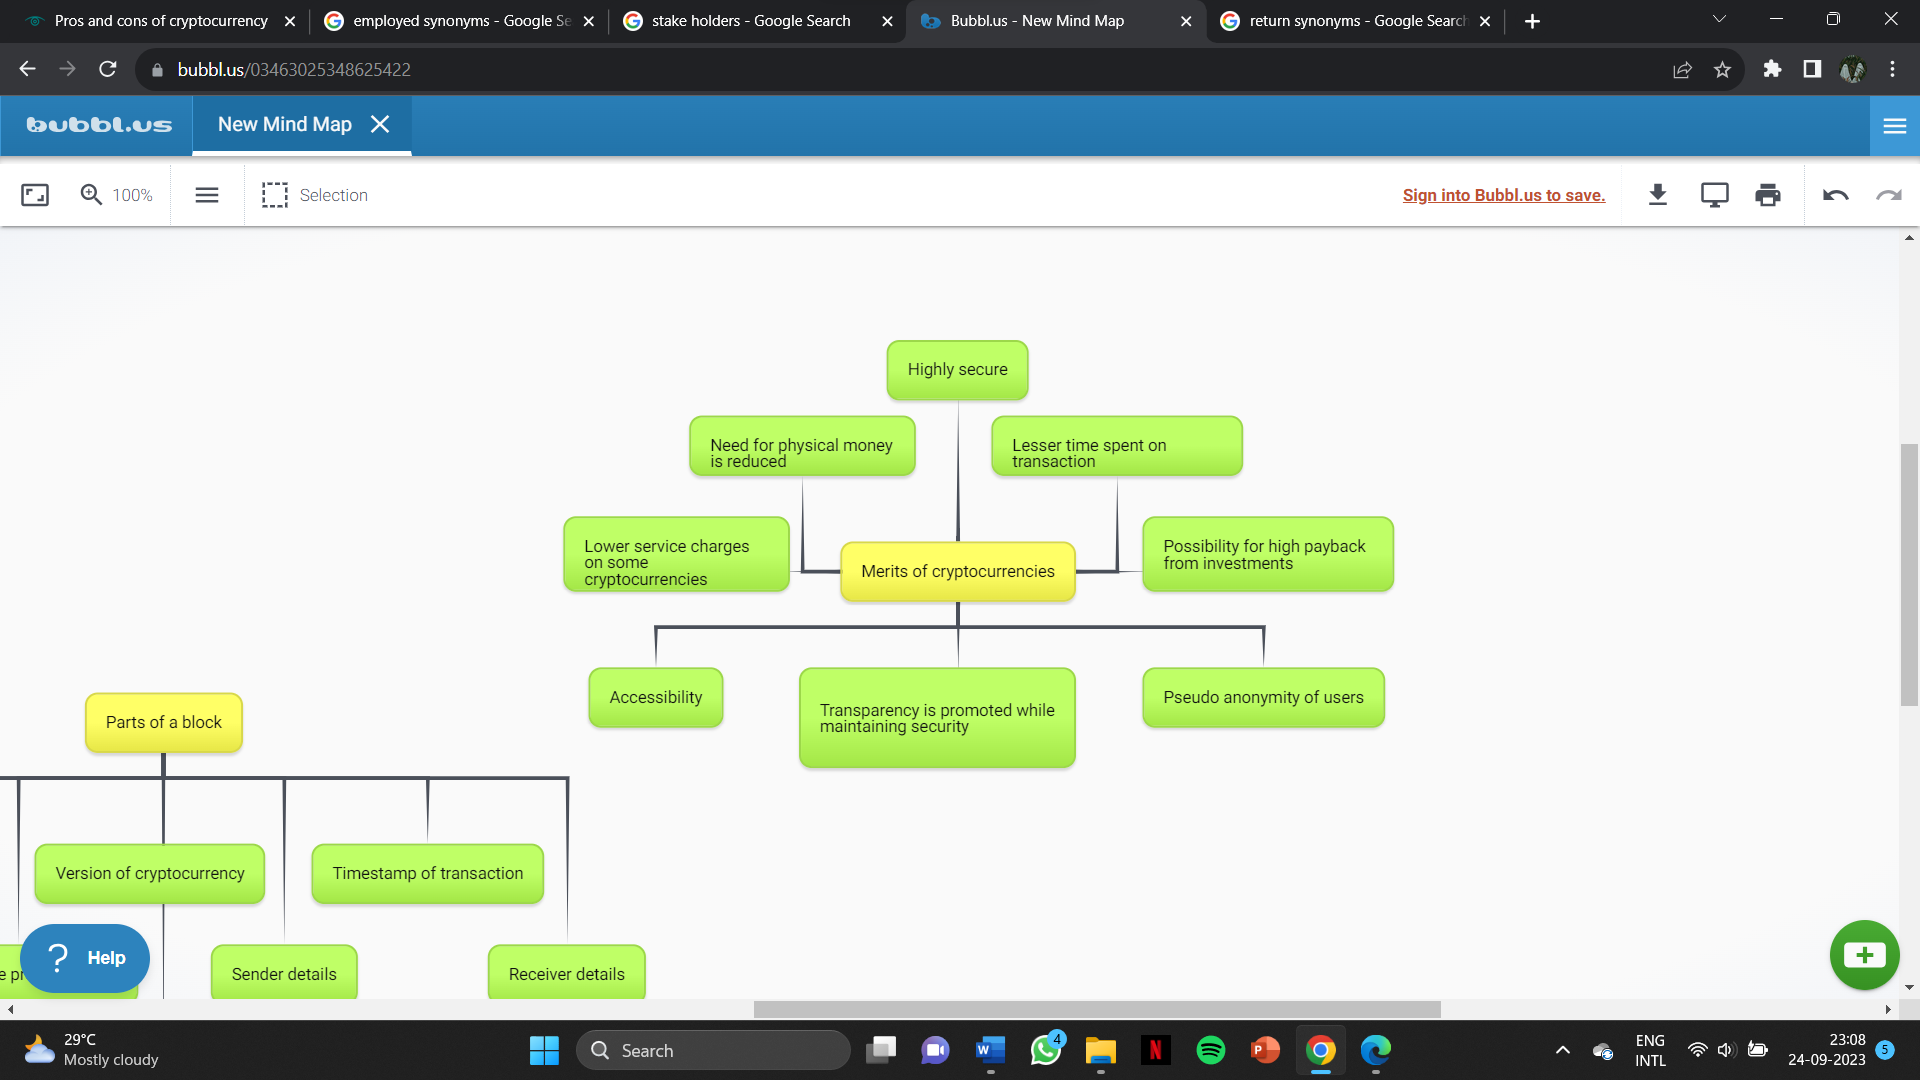 Pros and cons of cryptocurrency
employed synonyms - Google Se
stake holders - Google Search
Bubbl.us - New Mind Map
return synonyms - Google Search
bubbl.us/03463025348625422
bubbl.us
New Mind Map
100%
Selection
Sign into Bubbl.us to save.
Highly secure
Need for physical money
is reduced
Lesser time spent on
transaction
Lower service charges
on some
cryptocurrencies
Merits of cryptocurrencies
Possibility for high payback
from investments
Accessibility
Transparency is promoted while
maintaining security
Pseudo anonymity of users
Parts of a block
Version of cryptocurrency
Timestamp of transaction
e pr
? Help
Sender details
Receiver details
29°C
Mostly cloudy
Search
4
ENG
INTL
23:08
24-09-2023
5